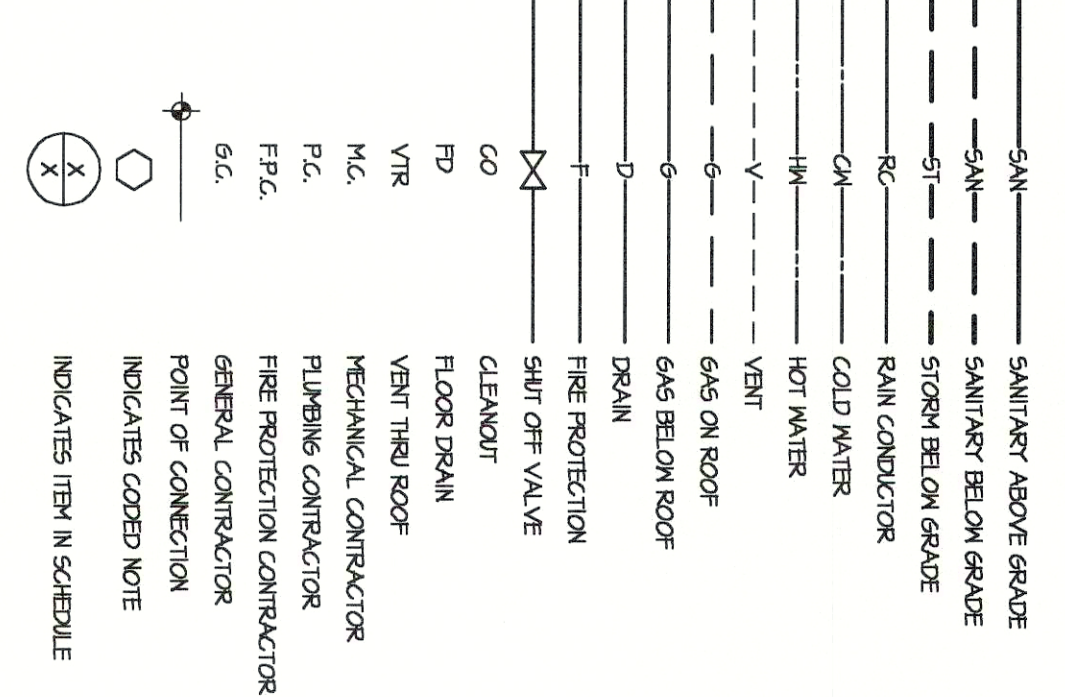 SAN SANITARY ABOVE GRADE
SAN SANITARY BELOW GRADE
ST STORM BELOW GRADE
RC RAIN CONDUCTOR
CW COLD WATER
HW HOT WATER
V VENT
G GAS ON ROOF
G GAS BELOW ROOF
D DRAIN
F FIRE PROTECTION
SHUT OFF VALVE
CO CLEANOUT
FD FLOOR DRAIN
VTR VENT THRU ROOF
M.C. MECHANICAL CONTRACTOR
P.C. PLUMBING CONTRACTOR
F.P.C. FIRE PROTECTION CONTRACTOR
G.C. GENERAL CONTRACTOR
POINT OF CONNECTION
INDICATES CODED NOTE
X
X INDICATES ITEM IN SCHEDULE